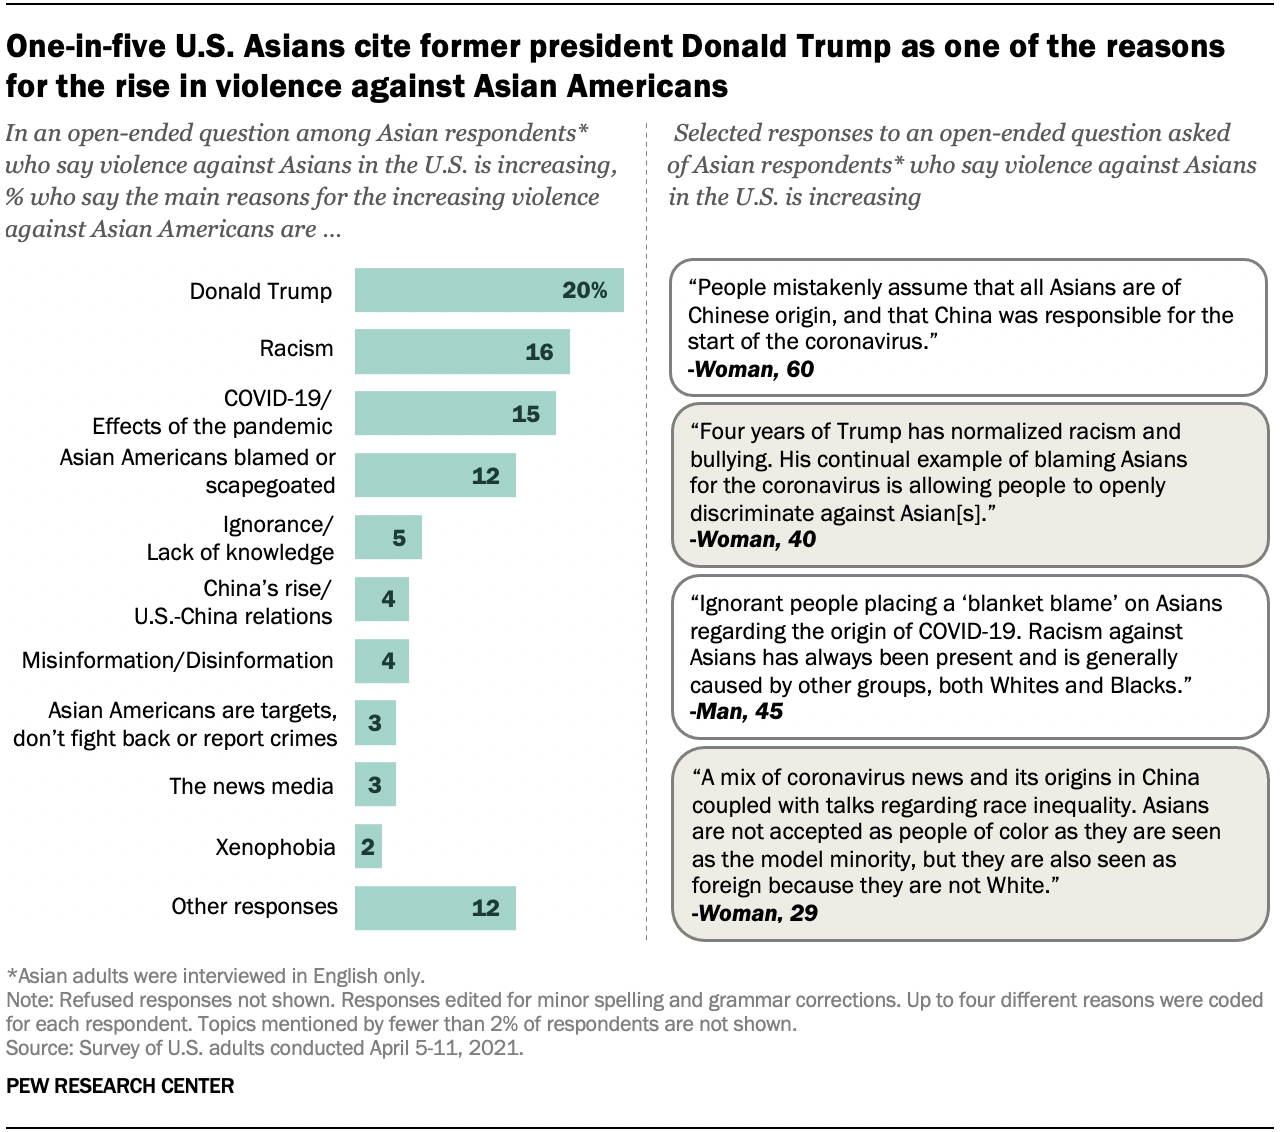 One-in-five U.S. Asians cite former president Donald Trump as one of the reasons
for the rise in violence against Asian Americans
In an open-ended question among Asian respondents*
who say violence against Asians in the U.S. is increasing,
% who say the main reasons for the increasing violence
against Asian Americans are ...
Donald Trump 20%
Racism 16
COVID-19/
Effects of the pandemic 15
Asian Americans blamed or
scapegoated 12
Ignorance/
Lack of knowledge 5
China’s rise/
U.S.-China relations 4
Misinformation/Disinformation 4
Asian Americans are targets,
don’t fight back or report crimes 3
The news media 3
Xenophobia 2
Other responses 12
Selected responses to an open-ended question asked
of Asian respondents* who say violence against Asians
in the U.S. is increasing
“People mistakenly assume that all Asians are of
Chinese origin, and that China was responsible for the
start of the coronavirus.”
-Woman, 60
“Four years of Trump has normalized racism and
bullying. His continual example of blaming Asians
for the coronavirus is allowing people to openly
discriminate against Asian[s].”
-Woman, 40
“Ignorant people placing a ‘blanket blame’ on Asians
regarding the origin of COVID-19. Racism against
Asians has always been present and is generally
caused by other groups, both Whites and Blacks.”
-Man, 45
“A mix of coronavirus news and its origins in China
coupled with talks regarding race inequality. Asians
are not accepted as people of color as they are seen
as the model minority, but they are also seen as
foreign because they are not White.”
-Woman, 29
*Asian adults were interviewed in English only.
Note: Refused responses not shown. Responses edited for minor spelling and grammar corrections. Up to four different reasons were coded
for each respondent. Topics mentioned by fewer than 2% of respondents are not shown.
Source: Survey of U.S. adults conducted April 5-11, 2021.
PEW RESEARCH CENTER